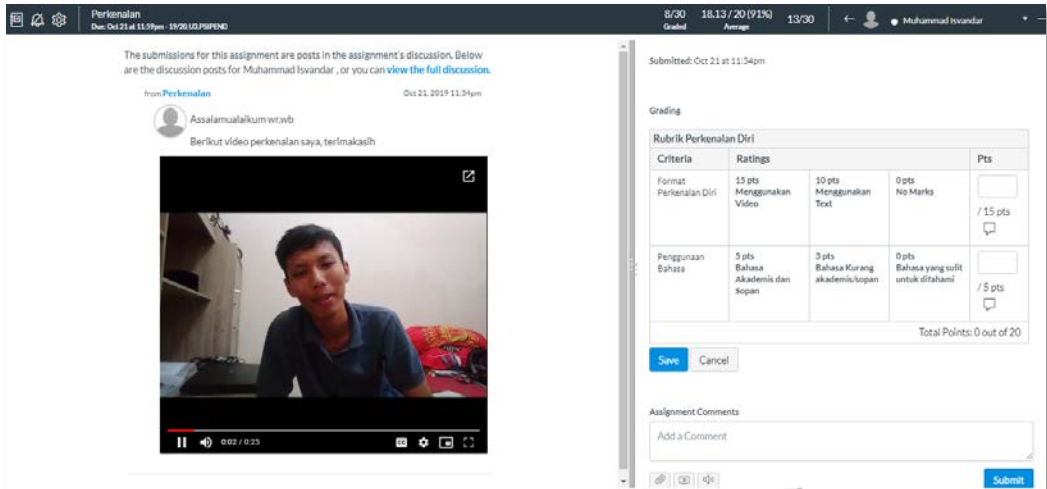 Perkenalan
Due: Oct 21 at 11:59pm - 19/20.U3.PSIPEND
8/30
Graded
18.13 / 20 (91%)
Average
13/30
Muhammad Isvandar
The submissions for this assignment are posts in the assignment's discussion. Below
are the discussion posts for Muhammad Isvandar , or you can view the full discussion.
from Perkenalan
Oct 21, 2019 11:34pm
Assalamualaikum wr.wb
Berikut video perkenalan saya, terimakasih
0:02 / 0:25
Submitted: Oct 21 at 11:34pm
Grading
Rubrik Perkenalan Diri
Criteria
Ratings
Pts
Format
Perkenalan Diri
15 pts
Menggunakan
Video
10 pts
Menggunakan
Text
0 pts
No Marks
/ 15 pts
Penggunaan
Bahasa
5 pts
Bahasa
Akademis dan
Sopan
3 pts
Bahasa Kurang
akademis/sopan
0 pts
Bahasa yang sulit
untuk difahami
/ 5 pts
Total Points: 0 out of 20
Save
Cancel
Assignment Comments
Add a Comment
Submit